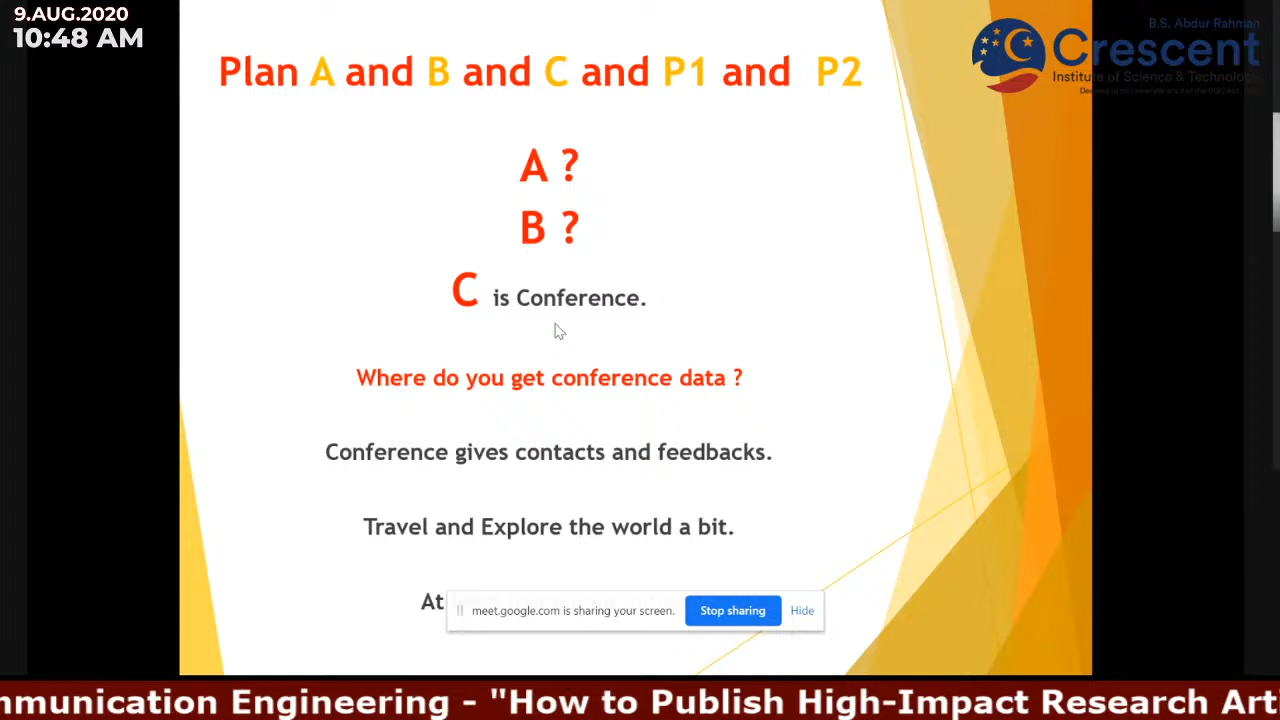 9.AUG.2020
10:48 AM
B.S. Abdur Rahman
Crescent
Institute of Science & Technology
Plan A and B and C and P1 and P2
A ?
B ?
C is Conference.
Where do you get conference data ?
Conference gives contacts and feedbacks.
Travel and Explore the world a bit.
At
meet.google.com is sharing your screen. Stop sharing Hide
mmunication Engineering - "How to Publish High-Impact Research Arti